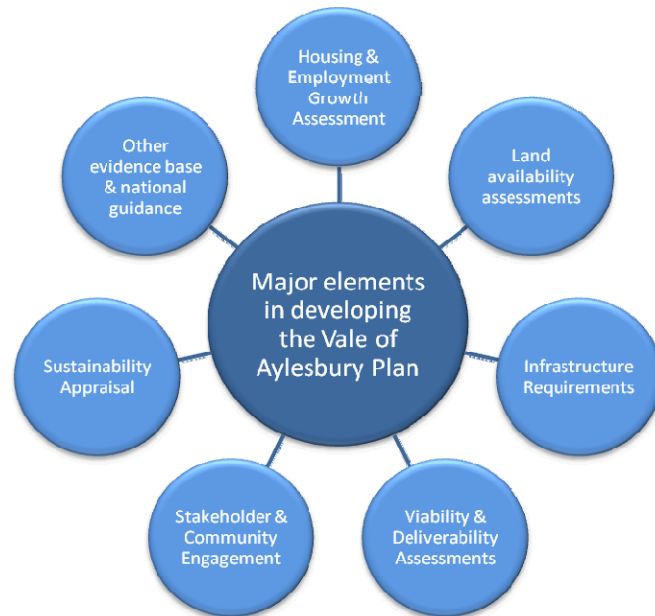 Housing &
Employment
Growth
Assessment
Land
availability
assessments
Infrastructure
Requirements
Viability &
Deliverability
Assessments
Stakeholder &
Community
Engagement
Sustainability
Appraisal
Other
evidence base
& national
guidance
Major elements
in developing
the Vale of
Aylesbury Plan